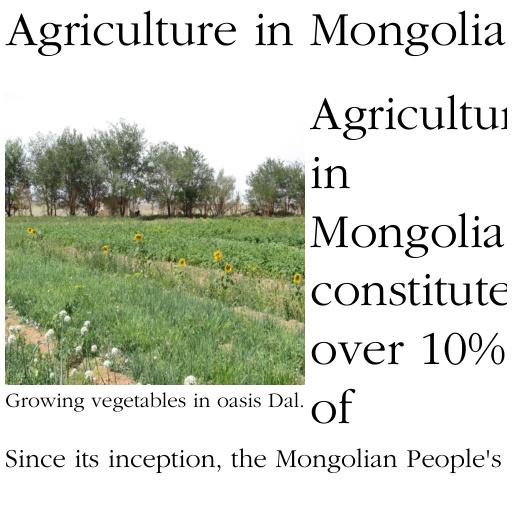 Agriculture in Mongolia
Agricultur
in
Mongolia
constitute
over 10%
of
Growing vegetables in oasis Dal.
Since its inception, the Mongolian People's